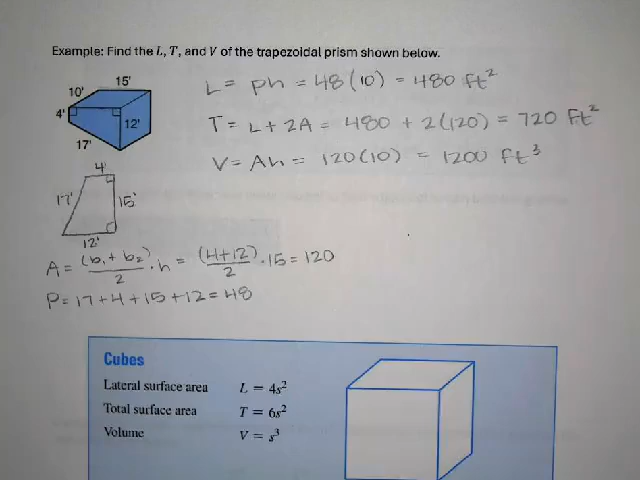 Example: Find the L, T, and V of the trapezoidal prism shown below.
15'
10'
4'
12'
17'
L = ph = 48(10) = 480 ft²
T = L + 2A = 480 + 2(120) = 720 ft²
V = Ah = 120(10) = 1200 ft³
4'
17'
15'
12'
A = (b₁ + b₂)/2 · h = (4+12)/2 · 15 = 120
P = 17 + 4 + 15 + 12 = 48
Cubes
Lateral surface area L = 4s²
Total surface area T = 6s²
Volume V = s³